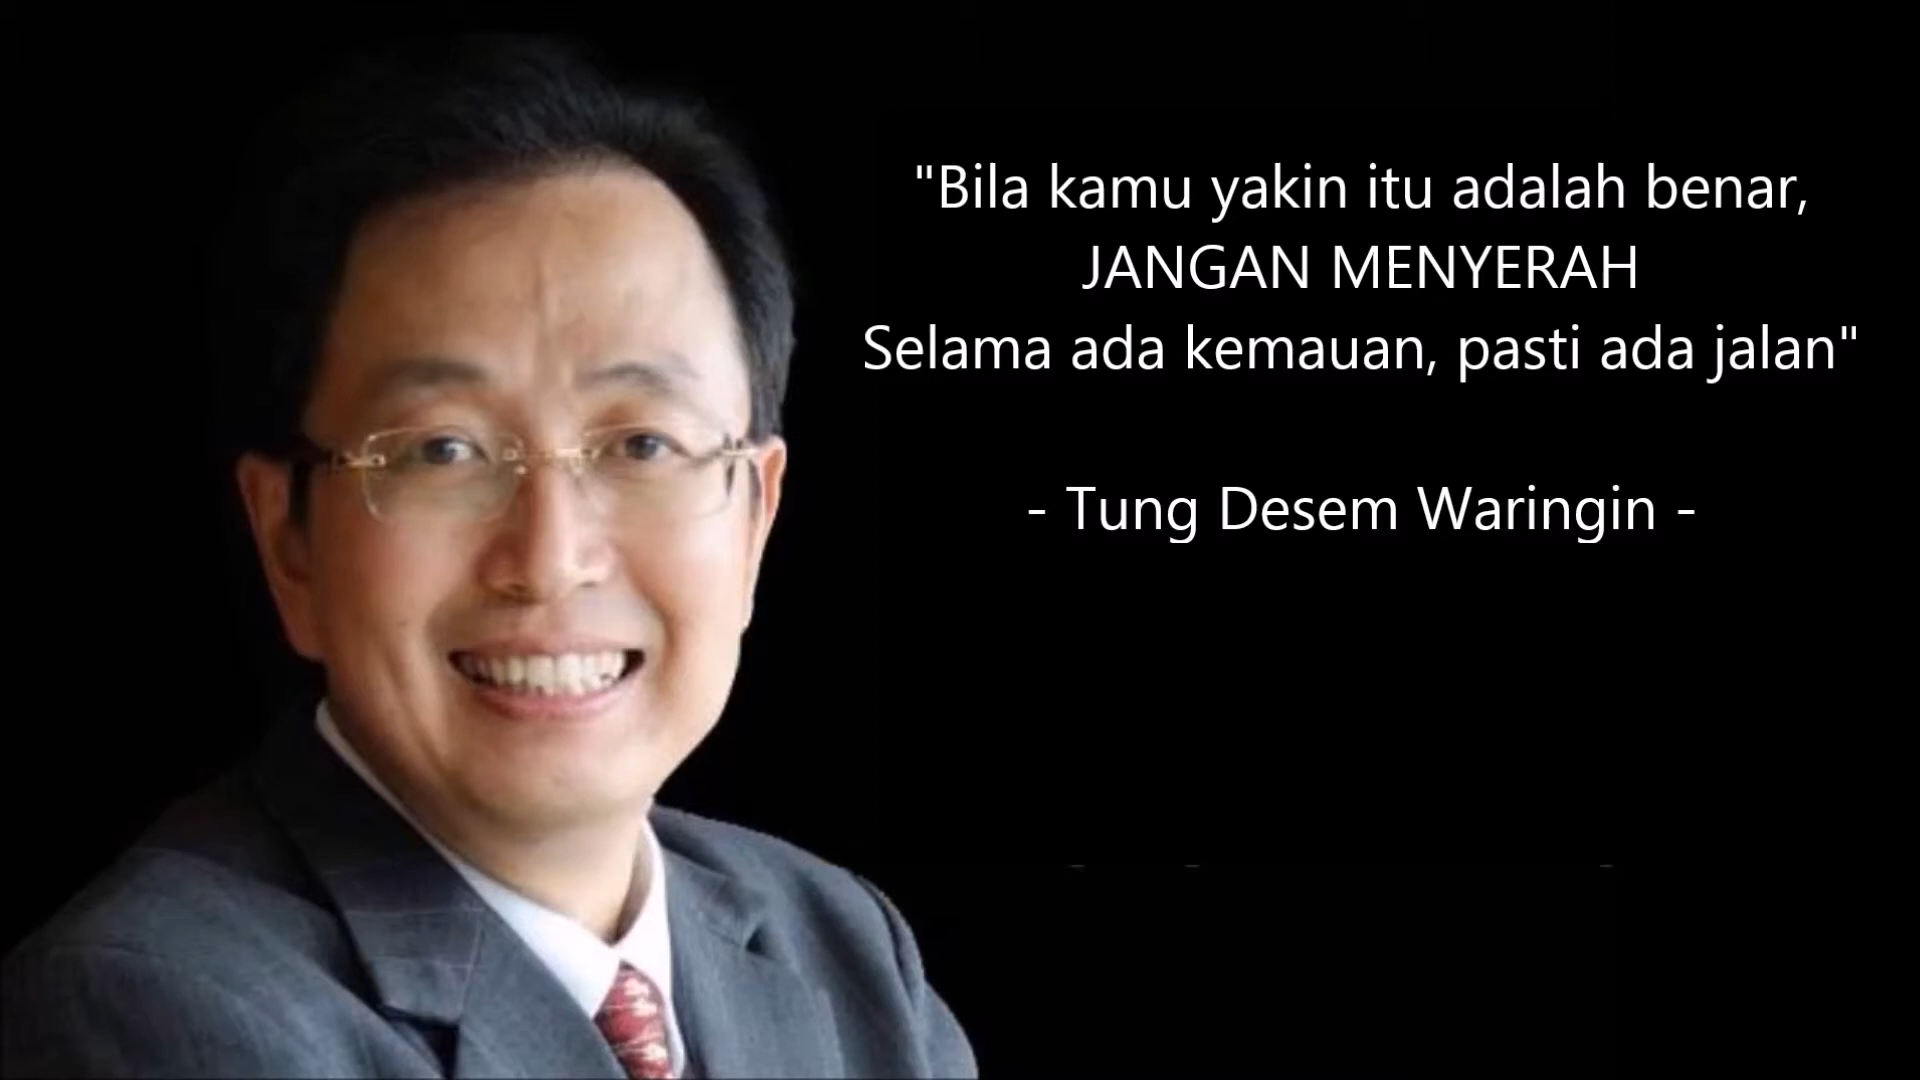 "Bila kamu yakin itu adalah benar,
JANGAN MENYERAH
Selama ada kemauan, pasti ada jalan"
- Tung Desem Waringin -